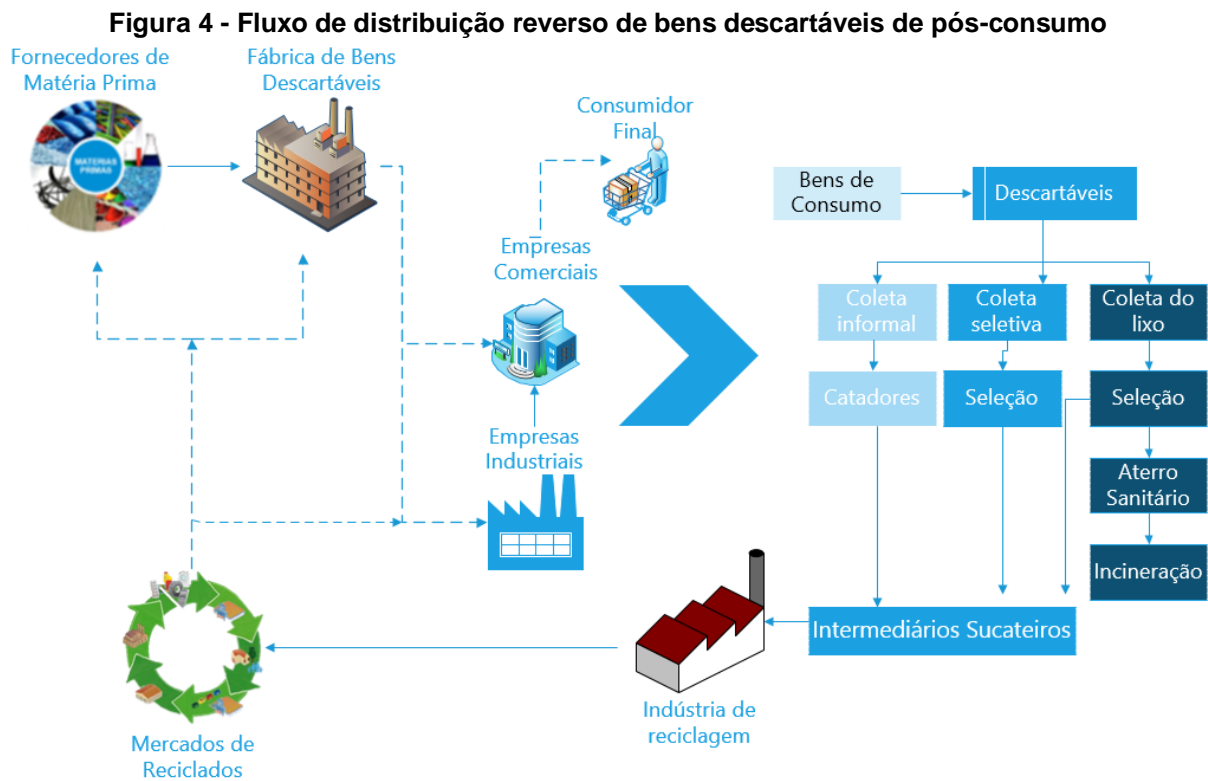 Figura 4 - Fluxo de distribuição reverso de bens descartáveis de pós-consumo
Fornecedores de
Matéria Prima
Fábrica de Bens
Descartáveis
MATERIAS
PRIMAS
Consumidor
Final
Empresas
Comerciais
Empresas
Industriais
Bens de
Consumo
Descartáveis
Coleta
informal
Coleta
seletiva
Coleta do
lixo
Catadores
Seleção
Seleção
Aterro
Sanitário
Incineração
Intermediários Sucateiros
Indústria de
reciclagem
Mercados de
Reciclados